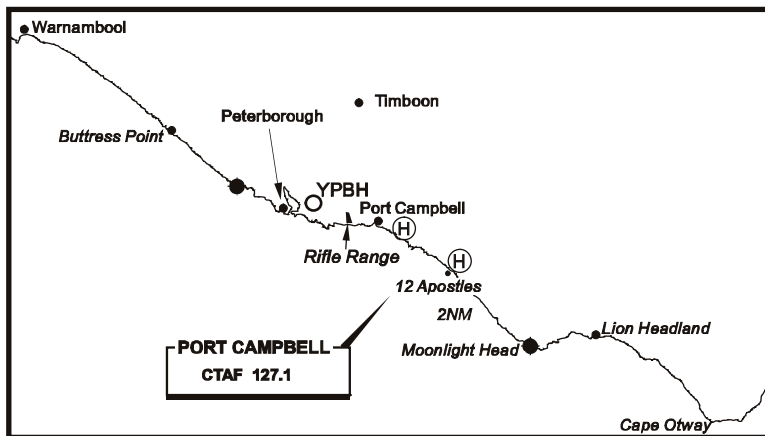 Warnambool
Timboon
Peterborough
Buttress Point
YPBH
Port Campbell
H
Rifle Range
H
12 Apostles
2NM
Lion Headland
PORT CAMPBELL
Moonlight Head
CTAF 127.1
Cape Otway